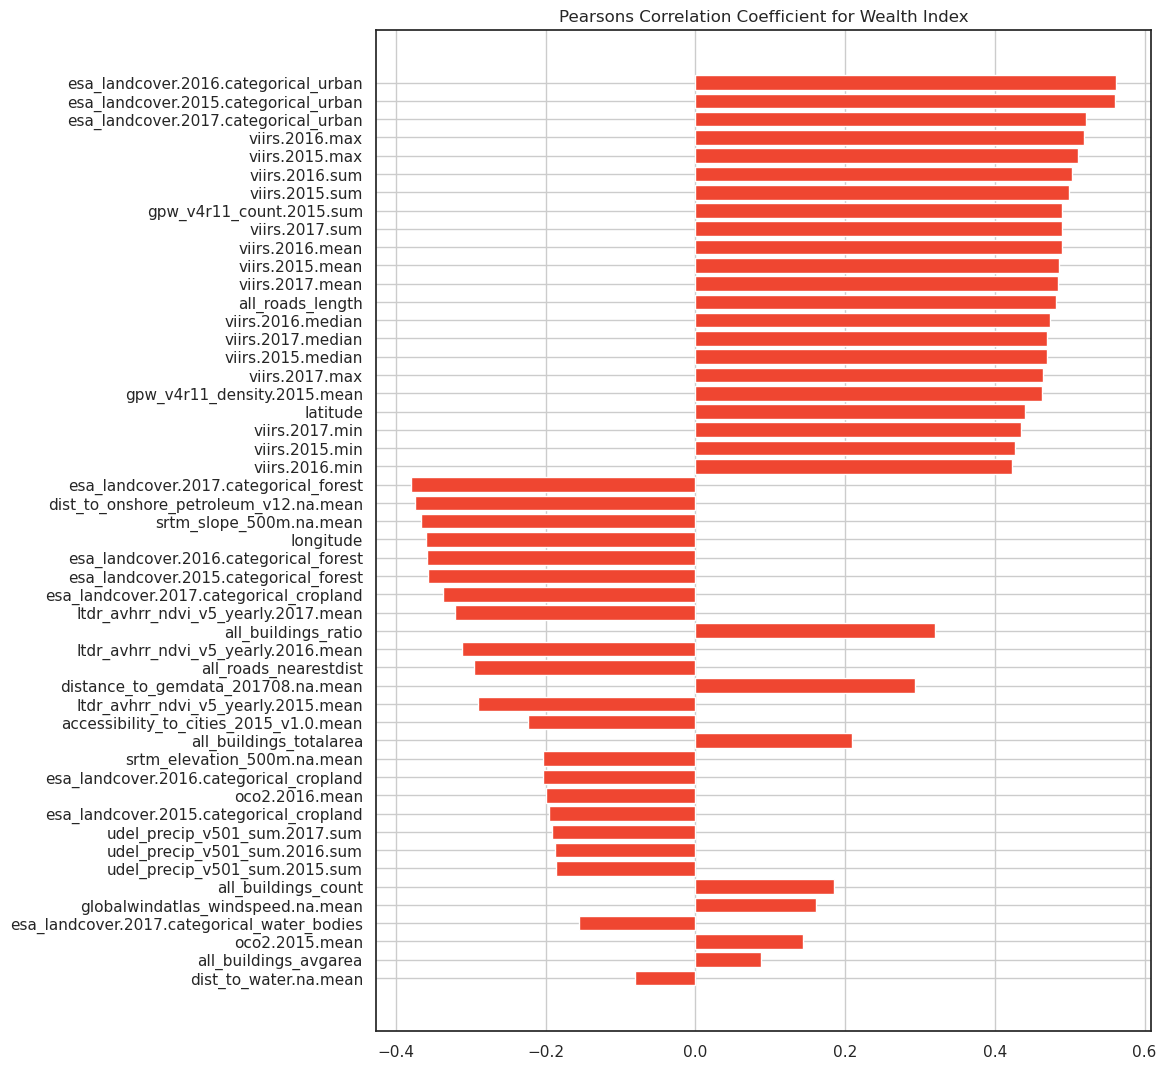 Pearsons Correlation Coefficient for Wealth Index
esa_landcover.2016.categorical_urban
esa_landcover.2015.categorical_urban
esa_landcover.2017.categorical_urban
viirs.2016.max
viirs.2015.max
viirs.2016.sum
viirs.2015.sum
gpw_v4r11_count.2015.sum
viirs.2017.sum
viirs.2016.mean
viirs.2015.mean
viirs.2017.mean
all_roads_length
viirs.2016.median
viirs.2017.median
viirs.2015.median
viirs.2017.max
gpw_v4r11_density.2015.mean
latitude
viirs.2017.min
viirs.2015.min
viirs.2016.min
esa_landcover.2017.categorical_forest
dist_to_onshore_petroleum_v12.na.mean
srtm_slope_500m.na.mean
longitude
esa_landcover.2016.categorical_forest
esa_landcover.2015.categorical_forest
esa_landcover.2017.categorical_cropland
ltdr_avhrr_ndvi_v5_yearly.2017.mean
all_buildings_ratio
ltdr_avhrr_ndvi_v5_yearly.2016.mean
all_roads_nearestdist
distance_to_gemdata_201708.na.mean
ltdr_avhrr_ndvi_v5_yearly.2015.mean
accessibility_to_cities_2015_v1.0.mean
all_buildings_totalarea
srtm_elevation_500m.na.mean
esa_landcover.2016.categorical_cropland
oco2.2016.mean
esa_landcover.2015.categorical_cropland
udel_precip_v501_sum.2017.sum
udel_precip_v501_sum.2016.sum
udel_precip_v501_sum.2015.sum
all_buildings_count
globalwindatlas_windspeed.na.mean
esa_landcover.2017.categorical_water_bodies
oco2.2015.mean
all_buildings_avgarea
dist_to_water.na.mean
−0.4 −0.2 0.0 0.2 0.4 0.6